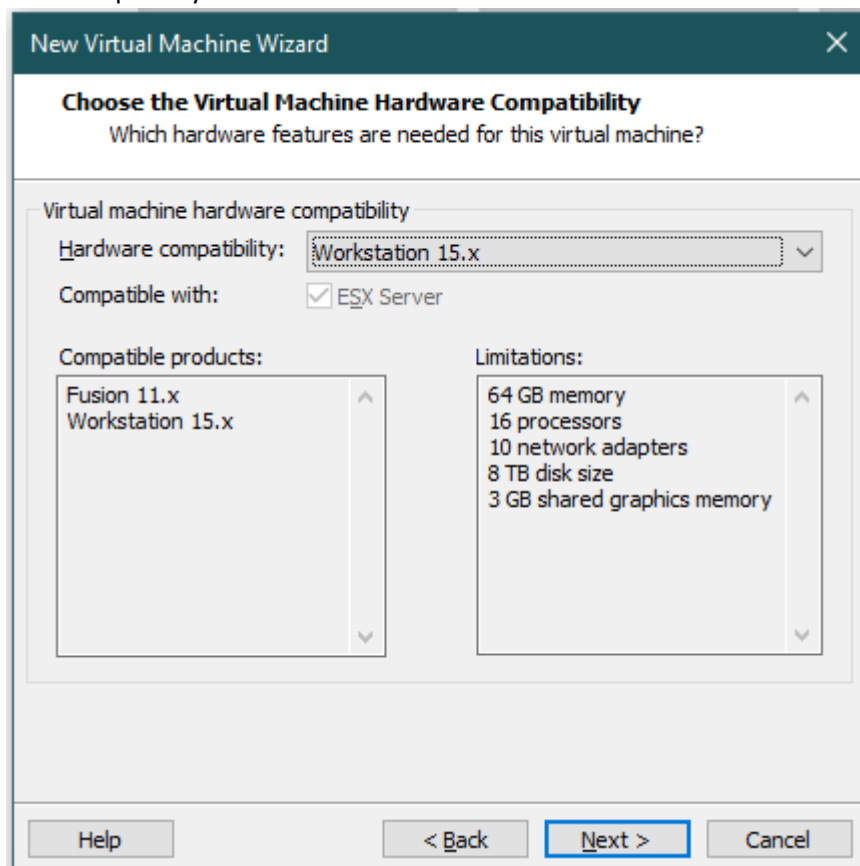 New Virtual Machine Wizard
Choose the Virtual Machine Hardware Compatibility
Which hardware features are needed for this virtual machine?
Virtual machine hardware compatibility
Hardware compatibility: Workstation 15.x
Compatible with: ESX Server
Compatible products:
Fusion 11.x
Workstation 15.x
Limitations:
64 GB memory
16 processors
10 network adapters
8 TB disk size
3 GB shared graphics memory
Help < Back Next > Cancel